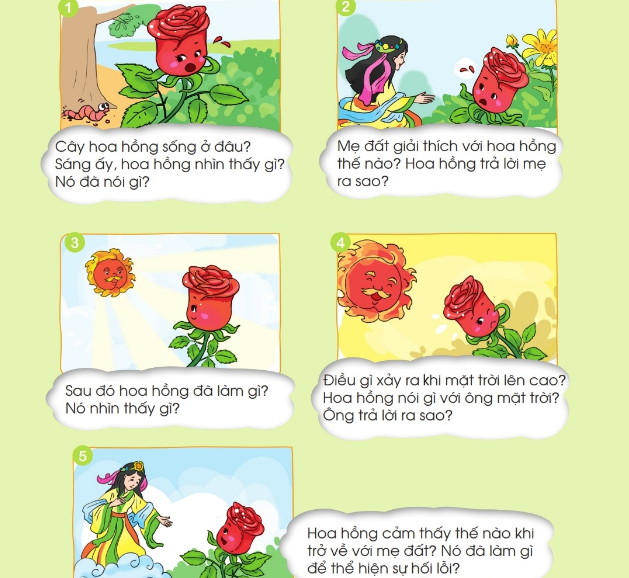 1
Cây hoa hồng sống ở đâu?
Sáng ấy, hoa hồng nhìn thấy gì?
Nó đã nói gì?
2
Mẹ đất giải thích với hoa hồng
thế nào? Hoa hồng trả lời mẹ
ra sao?
3
Sau đó hoa hồng đà làm gì?
Nó nhìn thấy gì?
4
Điều gì xảy ra khi mặt trời lên cao?
Hoa hồng nói gì với ông mặt trời?
Ông trả lời ra sao?
5
Hoa hồng cảm thấy thế nào khi
trở về với mẹ đất? Nó đã làm gì
để thể hiện sự hối lỗi?